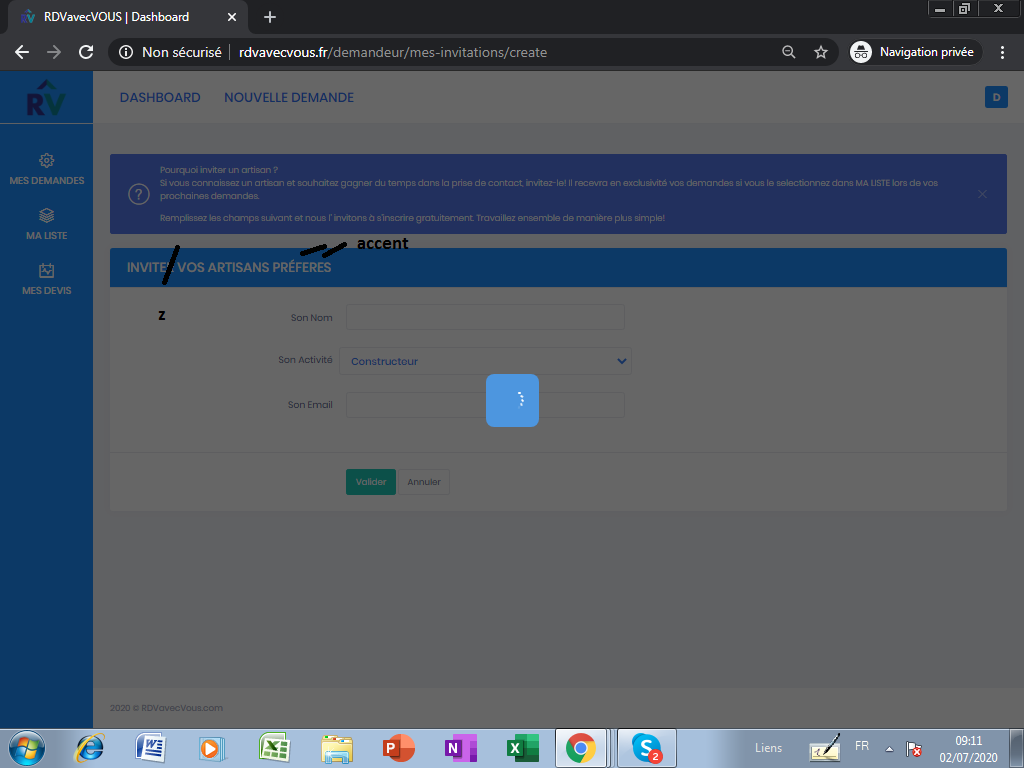 RDVavecVOUS | Dashboard
Non sécurisé
rdvavecvous.fr/demandeur/mes-invitations/create
Navigation privée
RV
DASHBOARD
NOUVELLE DEMANDE
D
MES DEMANDES
MA LISTE
MES DEVIS
?
Pourquoi inviter un artisan ?
Si vous connaissez un artisan et souhaitez gagner du temps dans la prise de contact, invitez-le! Il recevra en exclusivité vos demandes si vous le selectionnez dans MA LISTE lors de vos
prochaines demandes.
Remplissez les champs suivant et nous l' invitons à s'inscrire gratuitement. Travaillez ensemble de manière plus simple!
accent
INVITER VOS ARTISANS PRÉFERES
z
Son Nom
Son Activité
Constructeur
Son Email
Valider
Annuler
2020 © RDVavecVous.com
W
P
N
X
S
2
Liens
FR
09:11
02/07/2020